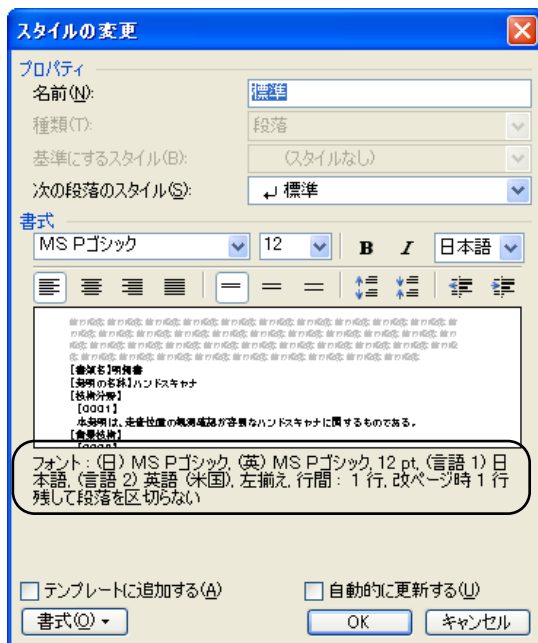 スタイルの変更
プロパティ
名前(N):
標準
種類(T):
段落
基準にするスタイル(B):
(スタイルなし)
次の段落のスタイル(S):
標準
書式
MS Pゴシック
12
B
I
日本語
【書類名】明細書
【発明の名称】ハンドスキャナ
【技術分野】
【0001】
本発明は、走査位置の視認確認が容易なハンドスキャナに関するものである。
【背景技術】
フォント : (日) MS Pゴシック, (英) MS Pゴシック, 12 pt, (言語 1) 日
本語, (言語 2) 英語 (米国), 左揃え, 行間 : 1 行, 改ページ時 1 行
残して段落を区切らない
テンプレートに追加する(A)
自動的に更新する(U)
書式(O)
OK
キャンセル